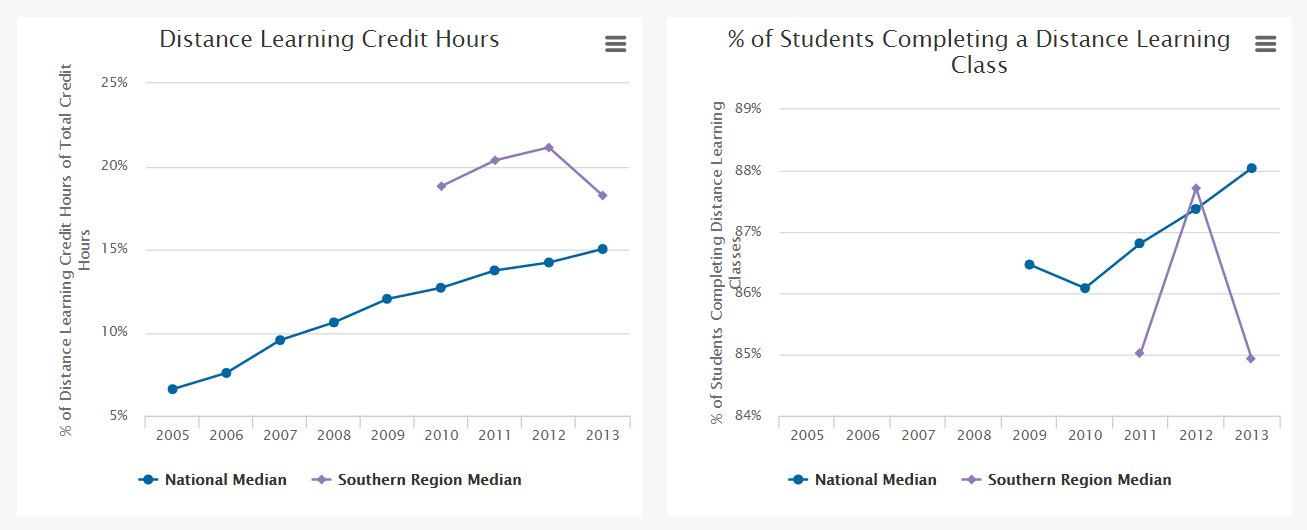 Distance Learning Credit Hours
% of Distance Learning Credit Hours of Total Credit
Hours
25%
20%
15%
10%
5%
2005 2006 2007 2008 2009 2010 2011 2012 2013
National Median Southern Region Median
% of Students Completing a Distance Learning
Class
% of Students Completing Distance Learning
Classes
89%
88%
87%
86%
85%
84%
2005 2006 2007 2008 2009 2010 2011 2012 2013
National Median Southern Region Median